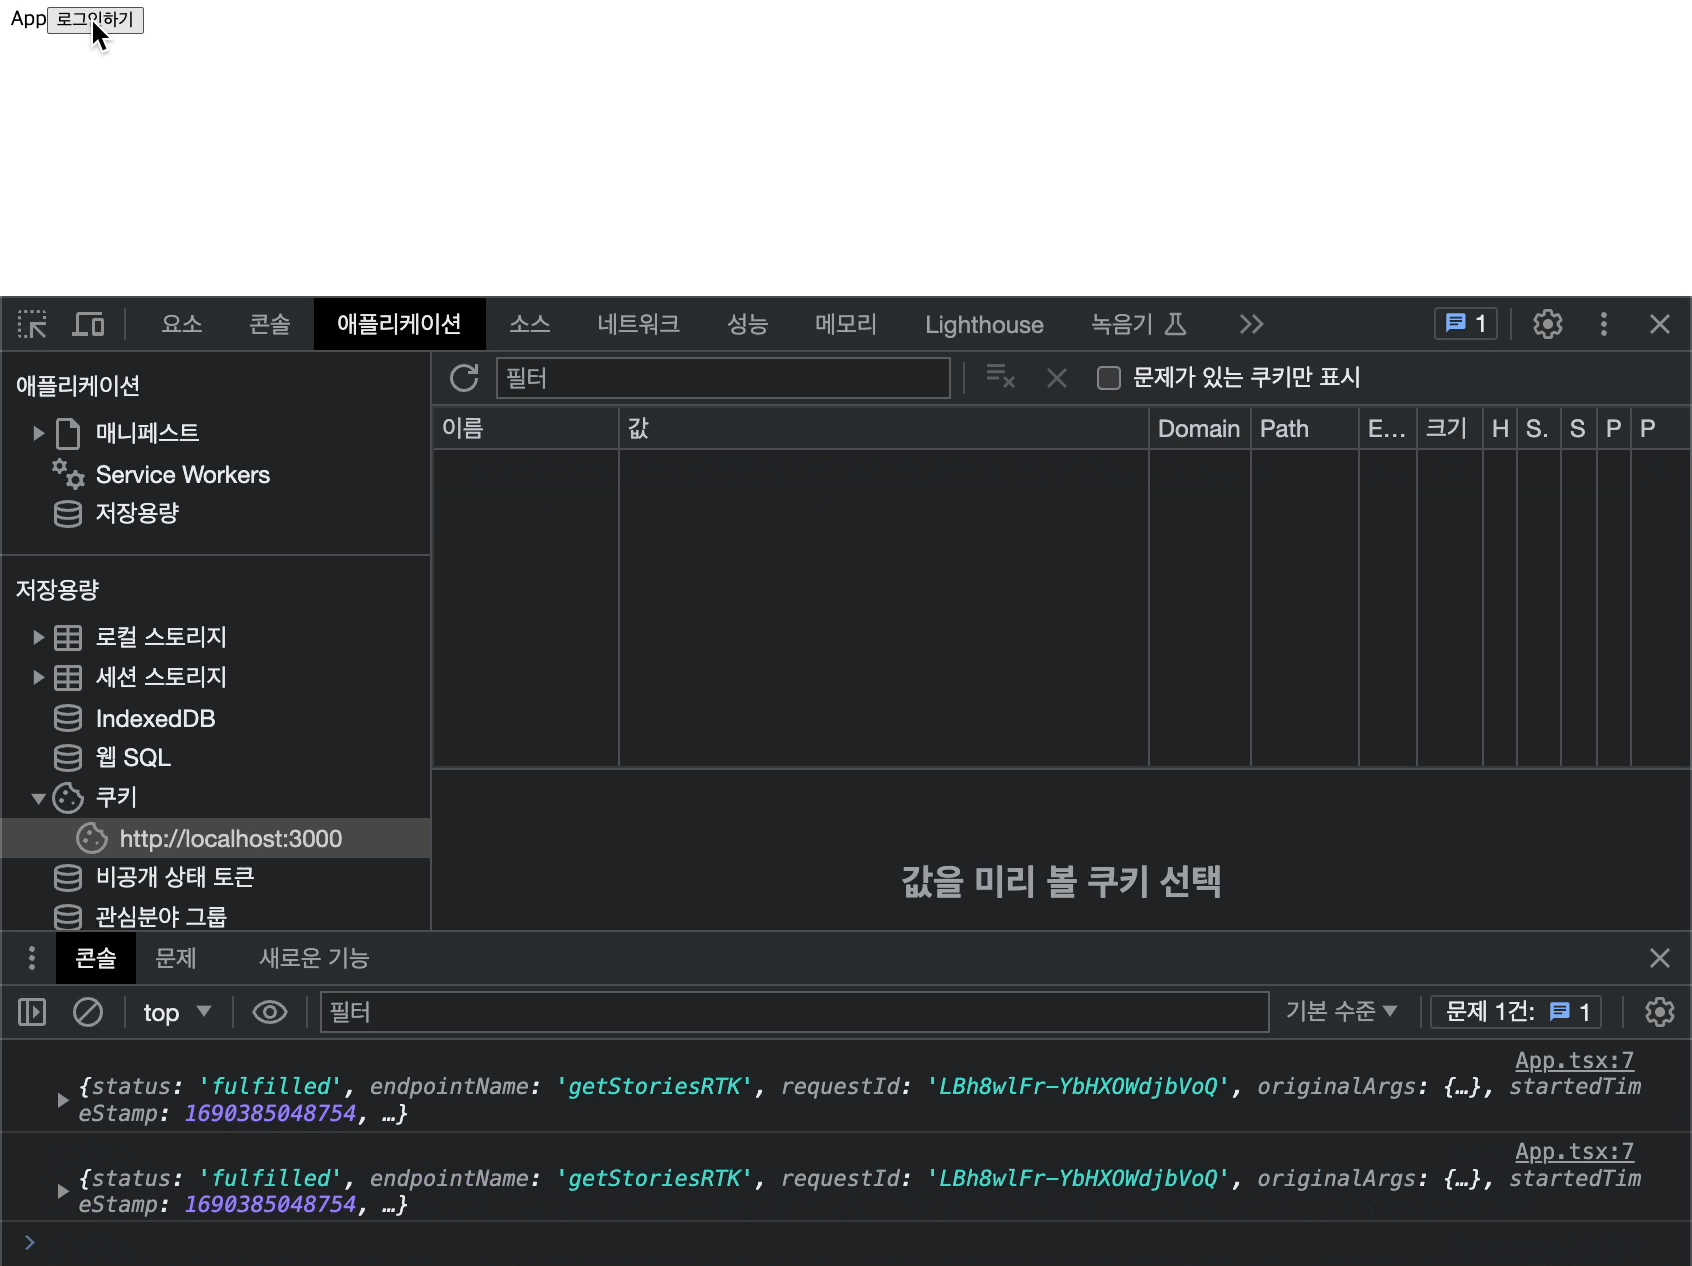 App 로그인하기
요소 콘솔 애플리케이션 소스 네트워크 성능 메모리 Lighthouse 녹음기 1
애플리케이션
매니페스트
Service Workers
저장용량
저장용량
로컬 스토리지
세션 스토리지
IndexedDB
웹 SQL
쿠키
http://localhost:3000
비공개 상태 토큰
관심분야 그룹
필터 문제가 있는 쿠키만 표시
이름 값 Domain Path E... 크기 H S. S P P
값을 미리 볼 쿠키 선택
콘솔 문제 새로운 기능
top 필터 기본 수준 문제 1건: 1
App.tsx:7
{status: 'fulfilled', endpointName: 'getStoriesRTK', requestId: 'LBh8wlFr-YbHXOWdjbVoQ', originalArgs: {…}, startedTim
eStamp: 1690385048754, …}
App.tsx:7
{status: 'fulfilled', endpointName: 'getStoriesRTK', requestId: 'LBh8wlFr-YbHXOWdjbVoQ', originalArgs: {…}, startedTim
eStamp: 1690385048754, …}